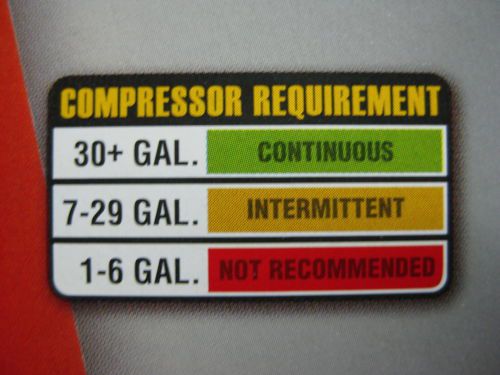 COMPRESSOR REQUIREMENT
30+ GAL. CONTINUOUS
7-29 GAL. INTERMITTENT
1-6 GAL. NOT RECOMMENDED